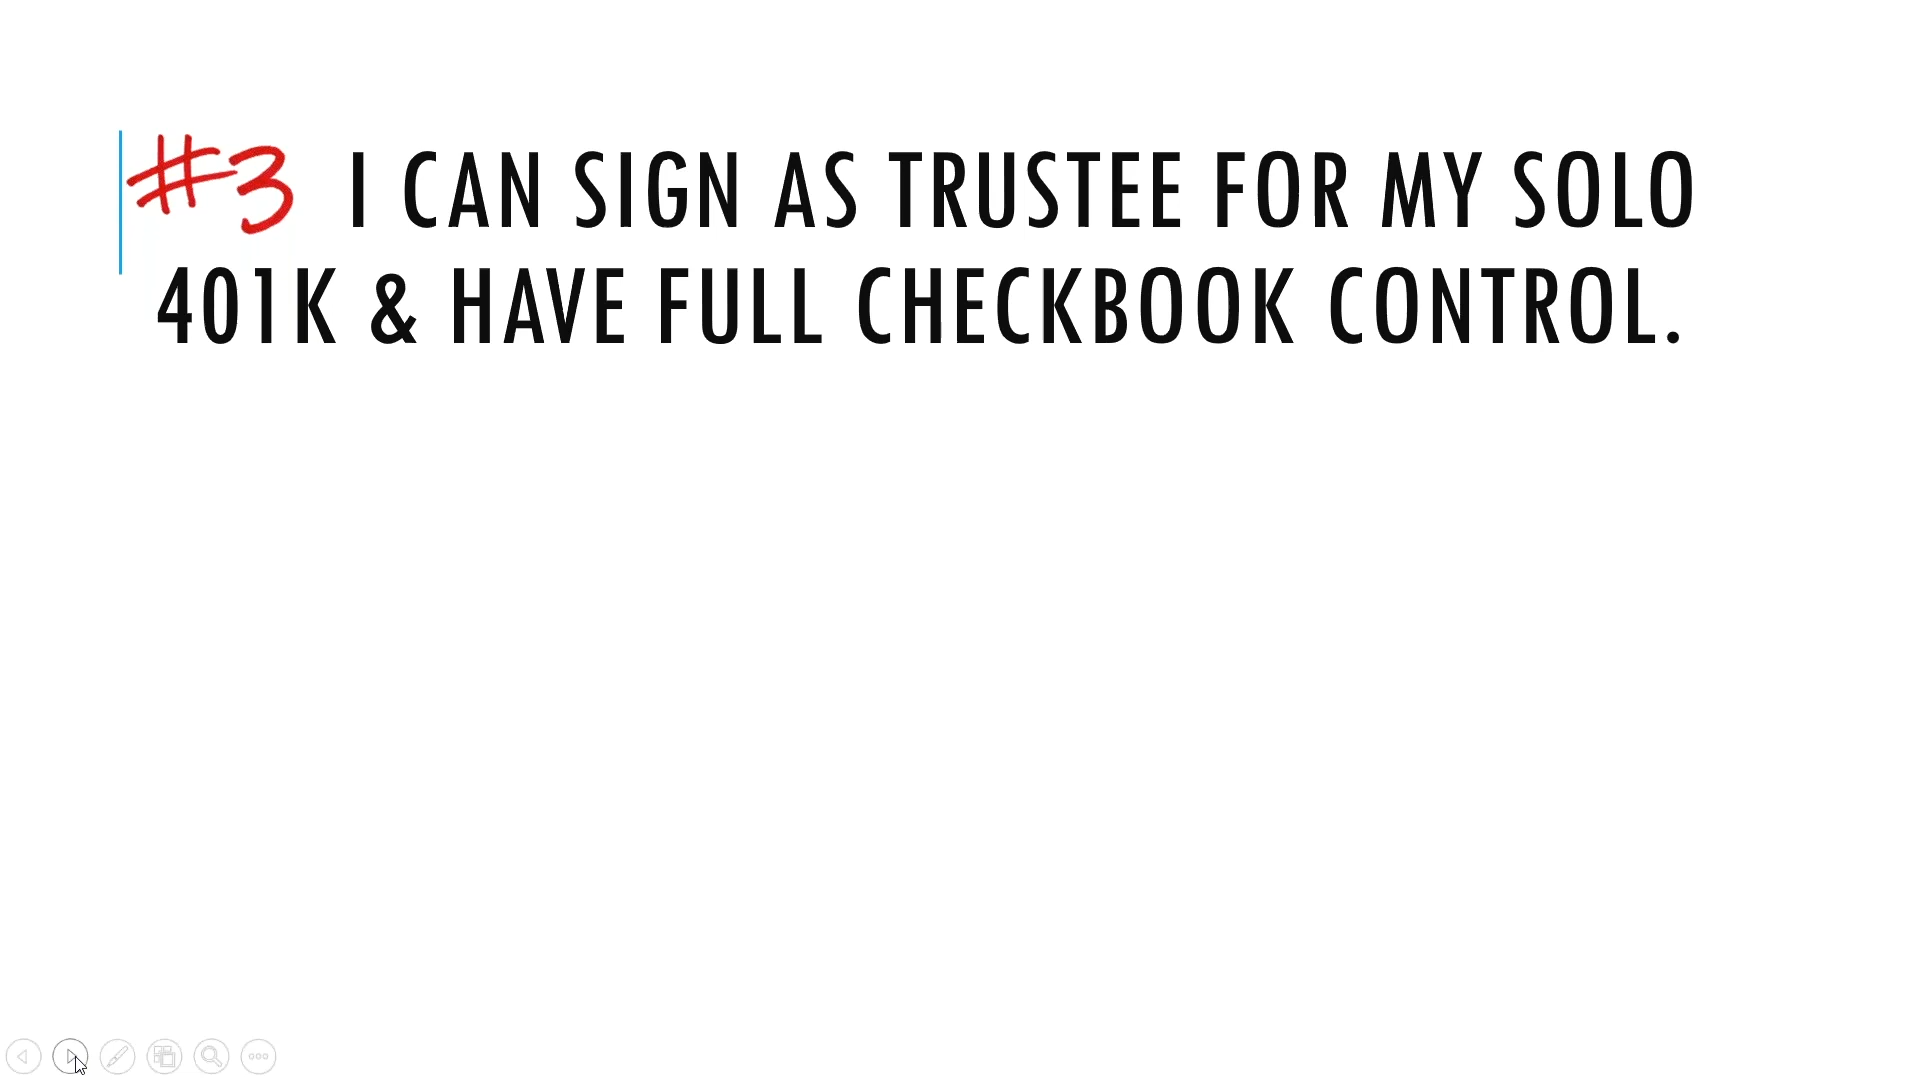 #3 I CAN SIGN AS TRUSTEE FOR MY SOLO
401K & HAVE FULL CHECKBOOK CONTROL.